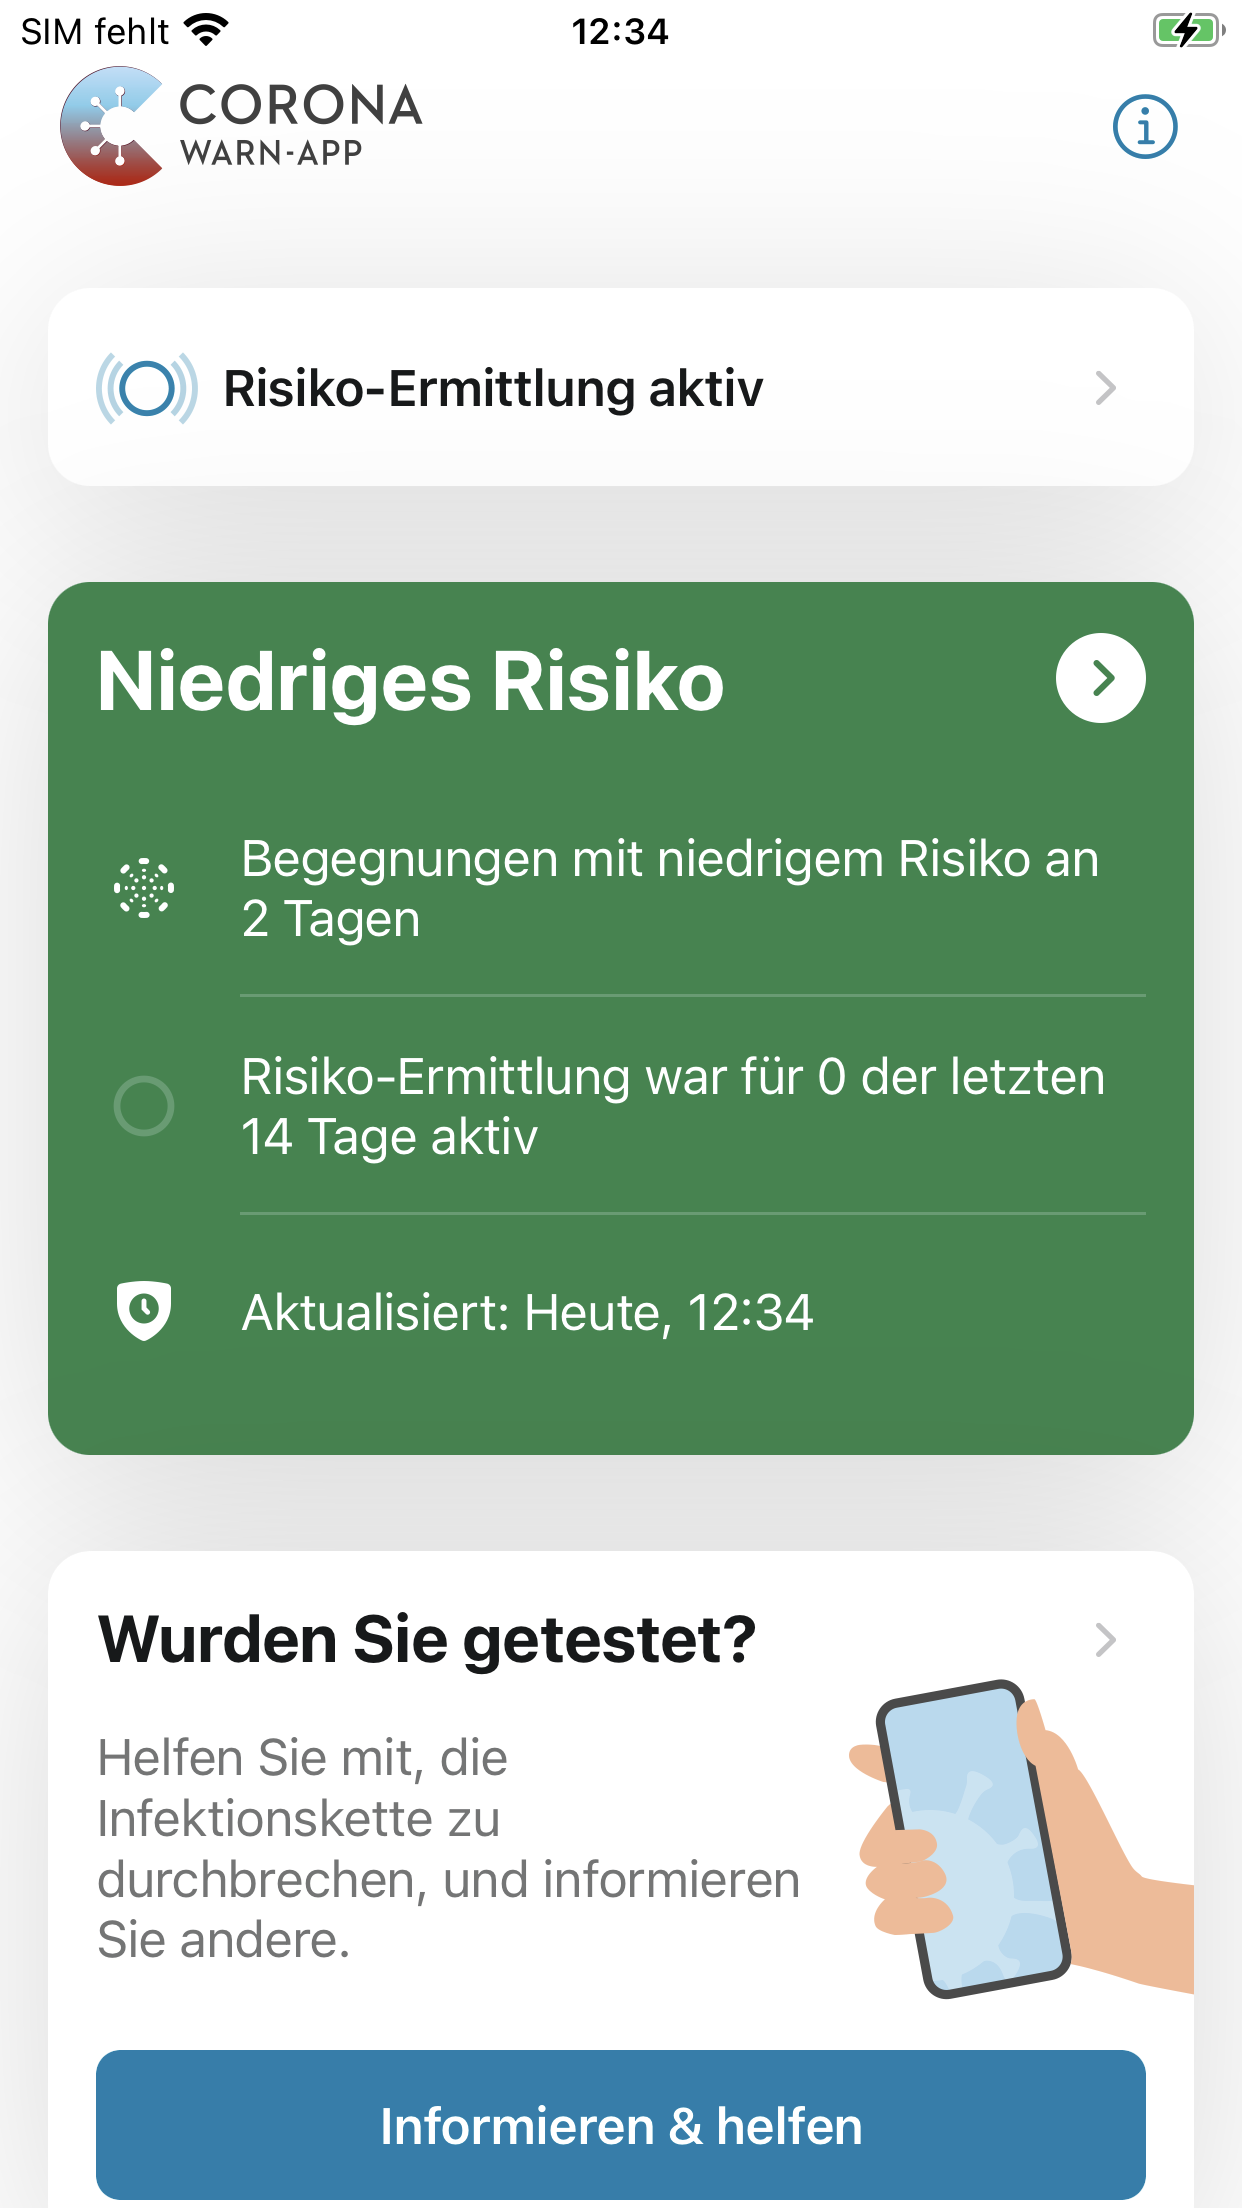 SIM fehlt
12:34
CORONA
WARN-APP
Risiko-Ermittlung aktiv
Niedriges Risiko
Begegnungen mit niedrigem Risiko an
2 Tagen
Risiko-Ermittlung war für 0 der letzten
14 Tage aktiv
Aktualisiert: Heute, 12:34
Wurden Sie getestet?
Helfen Sie mit, die
Infektionskette zu
durchbrechen, und informieren
Sie andere.
Informieren & helfen